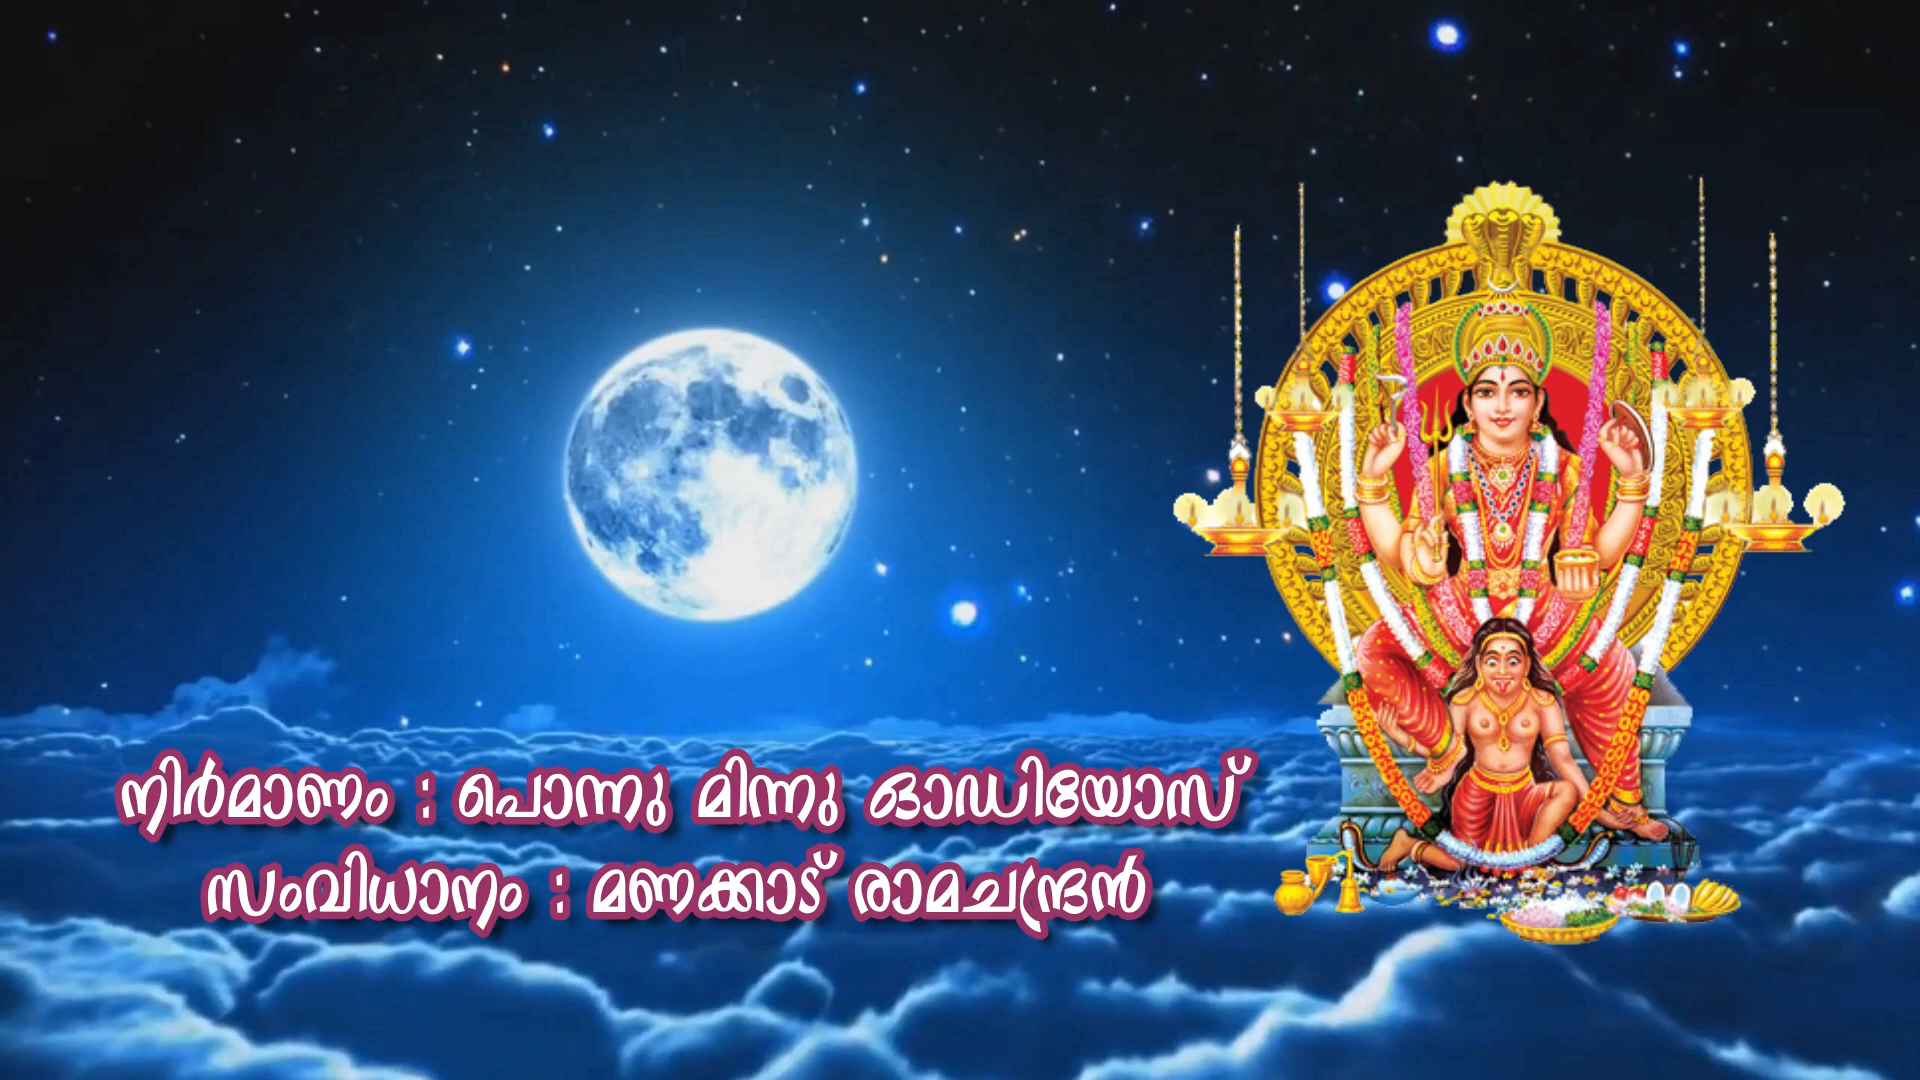 നിർമാണം : പൊന്നു മിന്നു ഓഡിയോസ്
സംവിധാനം : മണക്കാട് രാമചന്ദ്രൻ